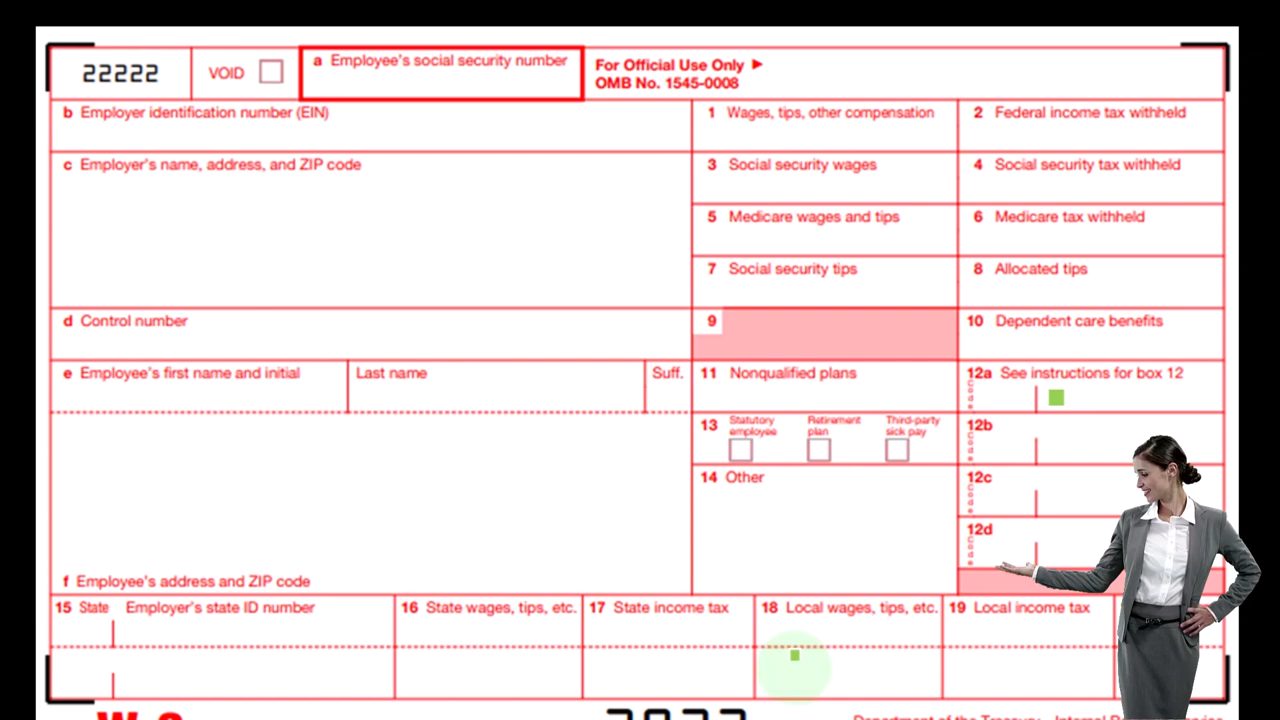 22222
VOID
a Employee's social security number
For Official Use Only ►
OMB No. 1545-0008
b Employer identification number (EIN)
1 Wages, tips, other compensation
2 Federal income tax withheld
c Employer's name, address, and ZIP code
3 Social security wages
4 Social security tax withheld
5 Medicare wages and tips
6 Medicare tax withheld
7 Social security tips
8 Allocated tips
d Control number
9
10 Dependent care benefits
e Employee's first name and initial
Last name
Suff.
11 Nonqualified plans
12a See instructions for box 12
Code
13
Statutory
employee
Retirement
plan
Third-party
sick pay
12b
Code
14 Other
12c
Code
12d
Code
f Employee's address and ZIP code
15 State
Employer's state ID number
16 State wages, tips, etc.
17 State income tax
18 Local wages, tips, etc.
19 Local income tax